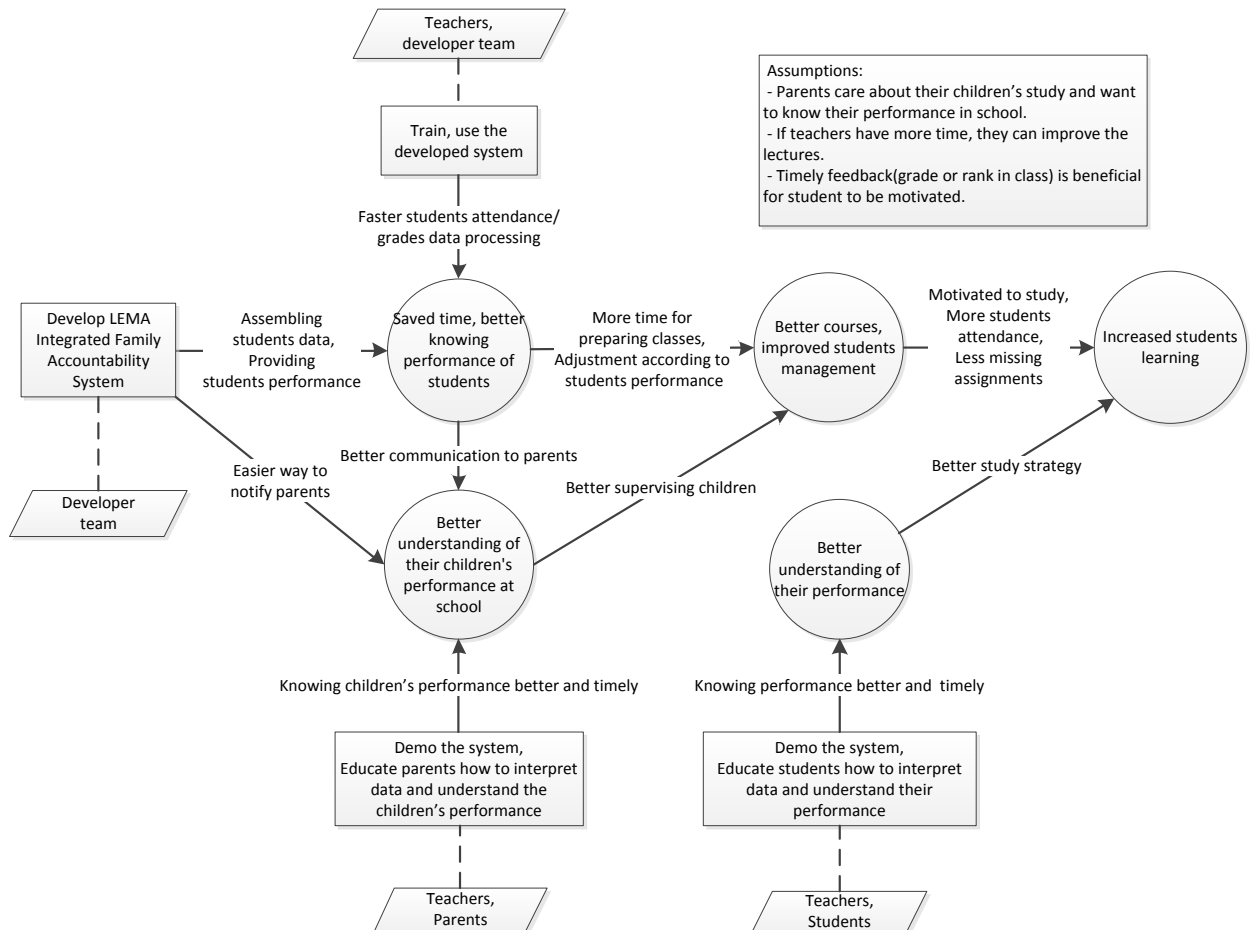 Teachers,
developer team
Assumptions:
- Parents care about their children's study and want
to know their performance in school.
- If teachers have more time, they can improve the
lectures.
- Timely feedback(grade or rank in class) is beneficial
for student to be motivated.
Train, use the
developed system
Faster students attendance/
grades data processing
Develop LEMA
Integrated Family
Accountability
System
Assembling
students data,
Providing
students performance
Saved time, better
knowing
performance of
students
More time for
preparing classes,
Adjustment according to
students performance
Better courses,
improved students
management
Motivated to study,
More students
attendance,
Less missing
assignments
Increased students
learning
Better communication to parents
Easier way to
notify parents
Better supervising children
Better study strategy
Developer
team
Better
understanding of
their children's
performance at
school
Better
understanding of
their performance
Knowing children's performance better and timely
Knowing performance better and timely
Demo the system,
Educate parents how to interpret
data and understand the
children's performance
Demo the system,
Educate students how to interpret
data and understand their
performance
Teachers,
Parents
Teachers,
Students